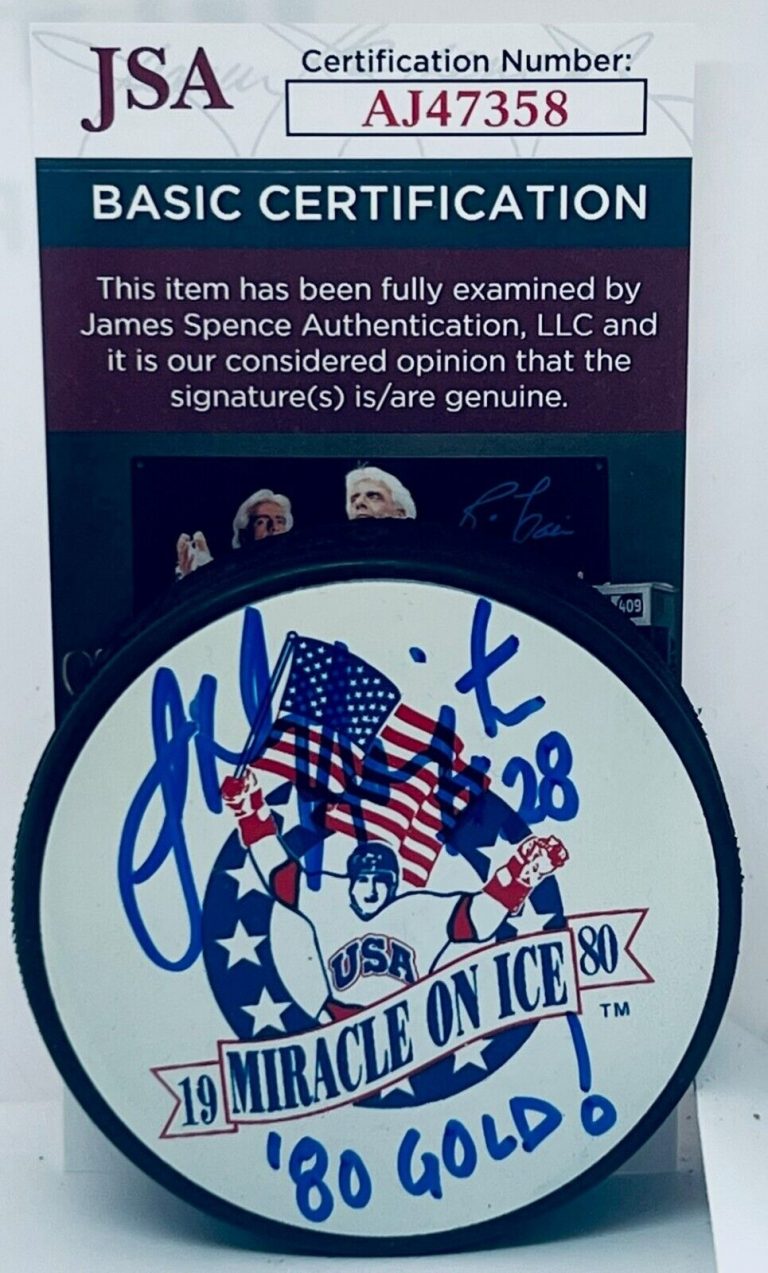 JSA
Certification Number:
AJ47358
BASIC CERTIFICATION
This item has been fully examined by
James Spence Authentication, LLC and
it is our considered opinion that the
signature(s) is/are genuine.
409
#28
USA
19 MIRACLE ON ICE 80
TM
'80 GOLD!